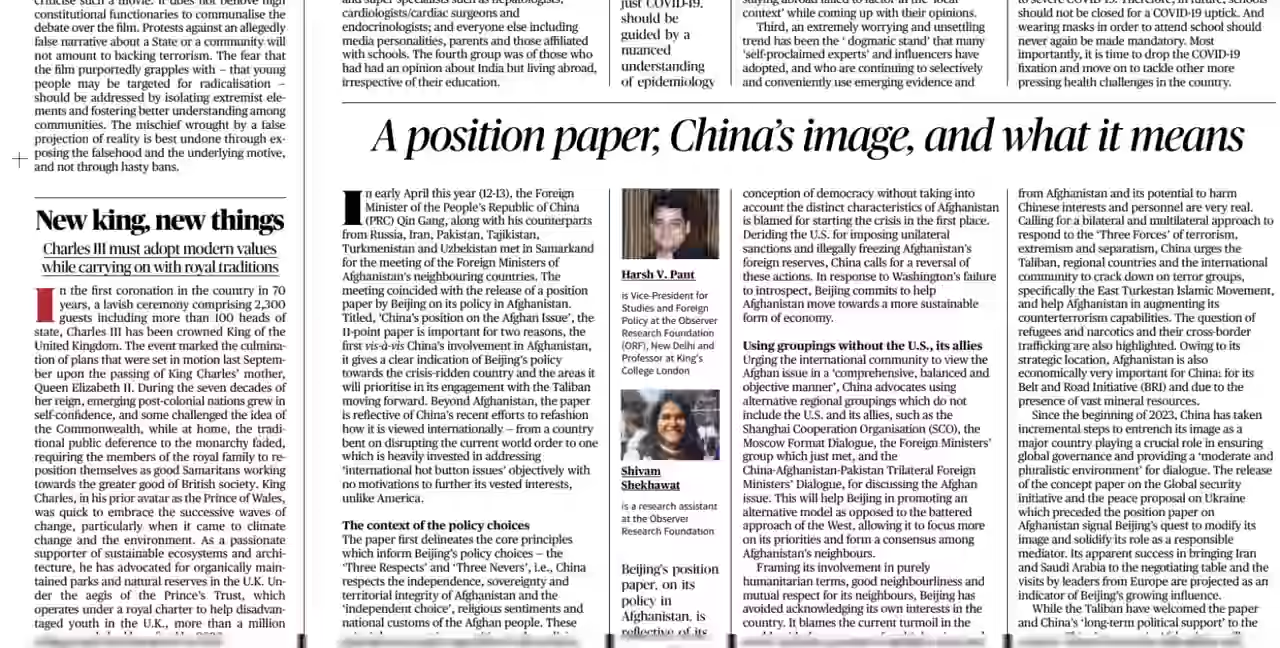 criticise such a movie. It does not behove high
constitutional functionaries to communalise the
debate over the film. Protests against an allegedly
false narrative about a State or a community will
not amount to backing terrorism. The fear that
the film purportedly grapples with – that young
people may be targeted for radicalisation –
should be addressed by isolating extremist ele-
ments and fostering better understanding among
communities. The mischief wrought by a false
projection of reality is best undone through ex-
posing the falsehood and the underlying motive,
and not through hasty bans.
New king, new things
Charles III must adopt modern values
while carrying on with royal traditions
In the first coronation in the country in 70
years, a lavish ceremony comprising 2,300
guests including more than 100 heads of
state, Charles III has been crowned King of the
United Kingdom. The event marked the culmina-
tion of plans that were set in motion last Septem-
ber upon the passing of King Charles’ mother,
Queen Elizabeth II. During the seven decades of
her reign, emerging post-colonial nations grew in
self-confidence, and some challenged the idea of
the Commonwealth, while at home, the tradi-
tional public deference to the monarchy faded,
requiring the members of the royal family to re-
position themselves as good Samaritans working
towards the greater good of British society. King
Charles, in his prior avatar as the Prince of Wales,
was quick to embrace the successive waves of
change, particularly when it came to climate
change and the environment. As a passionate
supporter of sustainable ecosystems and archi-
tecture, he has advocated for organically main-
tained parks and natural reserves in the U.K. Un-
der the aegis of the Prince’s Trust, which
operates under a royal charter to help disadvan-
taged youth in the U.K., more than a million
and super specialists such as hepatologists,
cardiologists/cardiac surgeons and
endocrinologists; and everyone else including
media personalities, parents and those affiliated
with schools. The fourth group was of those who
had had an opinion about India but living abroad,
irrespective of their education.
just COVID-19.
should be
guided by a
nuanced
understanding
of epidemiology
staying abroad failed to factor in the ‘local
context’ while coming up with their opinions.
Third, an extremely worrying and unsettling
trend has been the ‘ dogmatic stand’ that many
‘self-proclaimed experts’ and influencers have
adopted, and who are continuing to selectively
and conveniently use emerging evidence and
to severe COVID-19. Therefore, in future, schools
should not be closed for a COVID-19 uptick. And
wearing masks in order to attend school should
never again be made mandatory. Most
importantly, it is time to drop the COVID-19
fixation and move on to tackle other more
pressing health challenges in the country.
A position paper, China’s image, and what it means
In early April this year (12-13), the Foreign
Minister of the People’s Republic of China
(PRC) Qin Gang, along with his counterparts
from Russia, Iran, Pakistan, Tajikistan,
Turkmenistan and Uzbekistan met in Samarkand
for the meeting of the Foreign Ministers of
Afghanistan’s neighbouring countries. The
meeting coincided with the release of a position
paper by Beijing on its policy in Afghanistan.
Titled, ‘China’s position on the Afghan Issue’, the
11-point paper is important for two reasons, the
first vis-à-vis China’s involvement in Afghanistan,
it gives a clear indication of Beijing’s policy
towards the crisis-ridden country and the areas it
will prioritise in its engagement with the Taliban
moving forward. Beyond Afghanistan, the paper
is reflective of China’s recent efforts to refashion
how it is viewed internationally – from a country
bent on disrupting the current world order to one
which is heavily invested in addressing
‘international hot button issues’ objectively with
no motivations to further its vested interests,
unlike America.
The context of the policy choices
The paper first delineates the core principles
which inform Beijing’s policy choices – the
‘Three Respects’ and ‘Three Nevers’, i.e., China
respects the independence, sovereignty and
territorial integrity of Afghanistan and the
‘independent choice’, religious sentiments and
national customs of the Afghan people. These
Harsh V. Pant
is Vice-President for
Studies and Foreign
Policy at the Observer
Research Foundation
(ORF), New Delhi and
Professor at King’s
College London
Shivam
Shekhawat
is a research assistant
at the Observer
Research Foundation
Beijing’s position
paper, on its
policy in
Afghanistan, is
reflective of its
conception of democracy without taking into
account the distinct characteristics of Afghanistan
is blamed for starting the crisis in the first place.
Deriding the U.S. for imposing unilateral
sanctions and illegally freezing Afghanistan’s
foreign reserves, China calls for a reversal of
these actions. In response to Washington’s failure
to introspect, Beijing commits to help
Afghanistan move towards a more sustainable
form of economy.
Using groupings without the U.S., its allies
Urging the international community to view the
Afghan issue in a ‘comprehensive, balanced and
objective manner’, China advocates using
alternative regional groupings which do not
include the U.S. and its allies, such as the
Shanghai Cooperation Organisation (SCO), the
Moscow Format Dialogue, the Foreign Ministers’
group which just met, and the
China-Afghanistan-Pakistan Trilateral Foreign
Ministers’ Dialogue, for discussing the Afghan
issue. This will help Beijing in promoting an
alternative model as opposed to the battered
approach of the West, allowing it to focus more
on its priorities and form a consensus among
Afghanistan’s neighbours.
Framing its involvement in purely
humanitarian terms, good neighbourliness and
mutual respect for its neighbours, Beijing has
avoided acknowledging its own interests in the
country. It blames the current turmoil in the
from Afghanistan and its potential to harm
Chinese interests and personnel are very real.
Calling for a bilateral and multilateral approach to
respond to the ‘Three Forces’ of terrorism,
extremism and separatism, China urges the
Taliban, regional countries and the international
community to crack down on terror groups,
specifically the East Turkestan Islamic Movement,
and help Afghanistan in augmenting its
counterterrorism capabilities. The question of
refugees and narcotics and their cross-border
trafficking are also highlighted. Owing to its
strategic location, Afghanistan is also
economically very important for China: for its
Belt and Road Initiative (BRI) and due to the
presence of vast mineral resources.
Since the beginning of 2023, China has taken
incremental steps to entrench its image as a
major country playing a crucial role in ensuring
global governance and providing a ‘moderate and
pluralistic environment’ for dialogue. The release
of the concept paper on the Global security
initiative and the peace proposal on Ukraine
which preceded the position paper on
Afghanistan signal Beijing’s quest to modify its
image and solidify its role as a responsible
mediator. Its apparent success in bringing Iran
and Saudi Arabia to the negotiating table and the
visits by leaders from Europe are projected as an
indicator of Beijing’s growing influence.
While the Taliban have welcomed the paper
and China’s ‘long-term political support’ to the